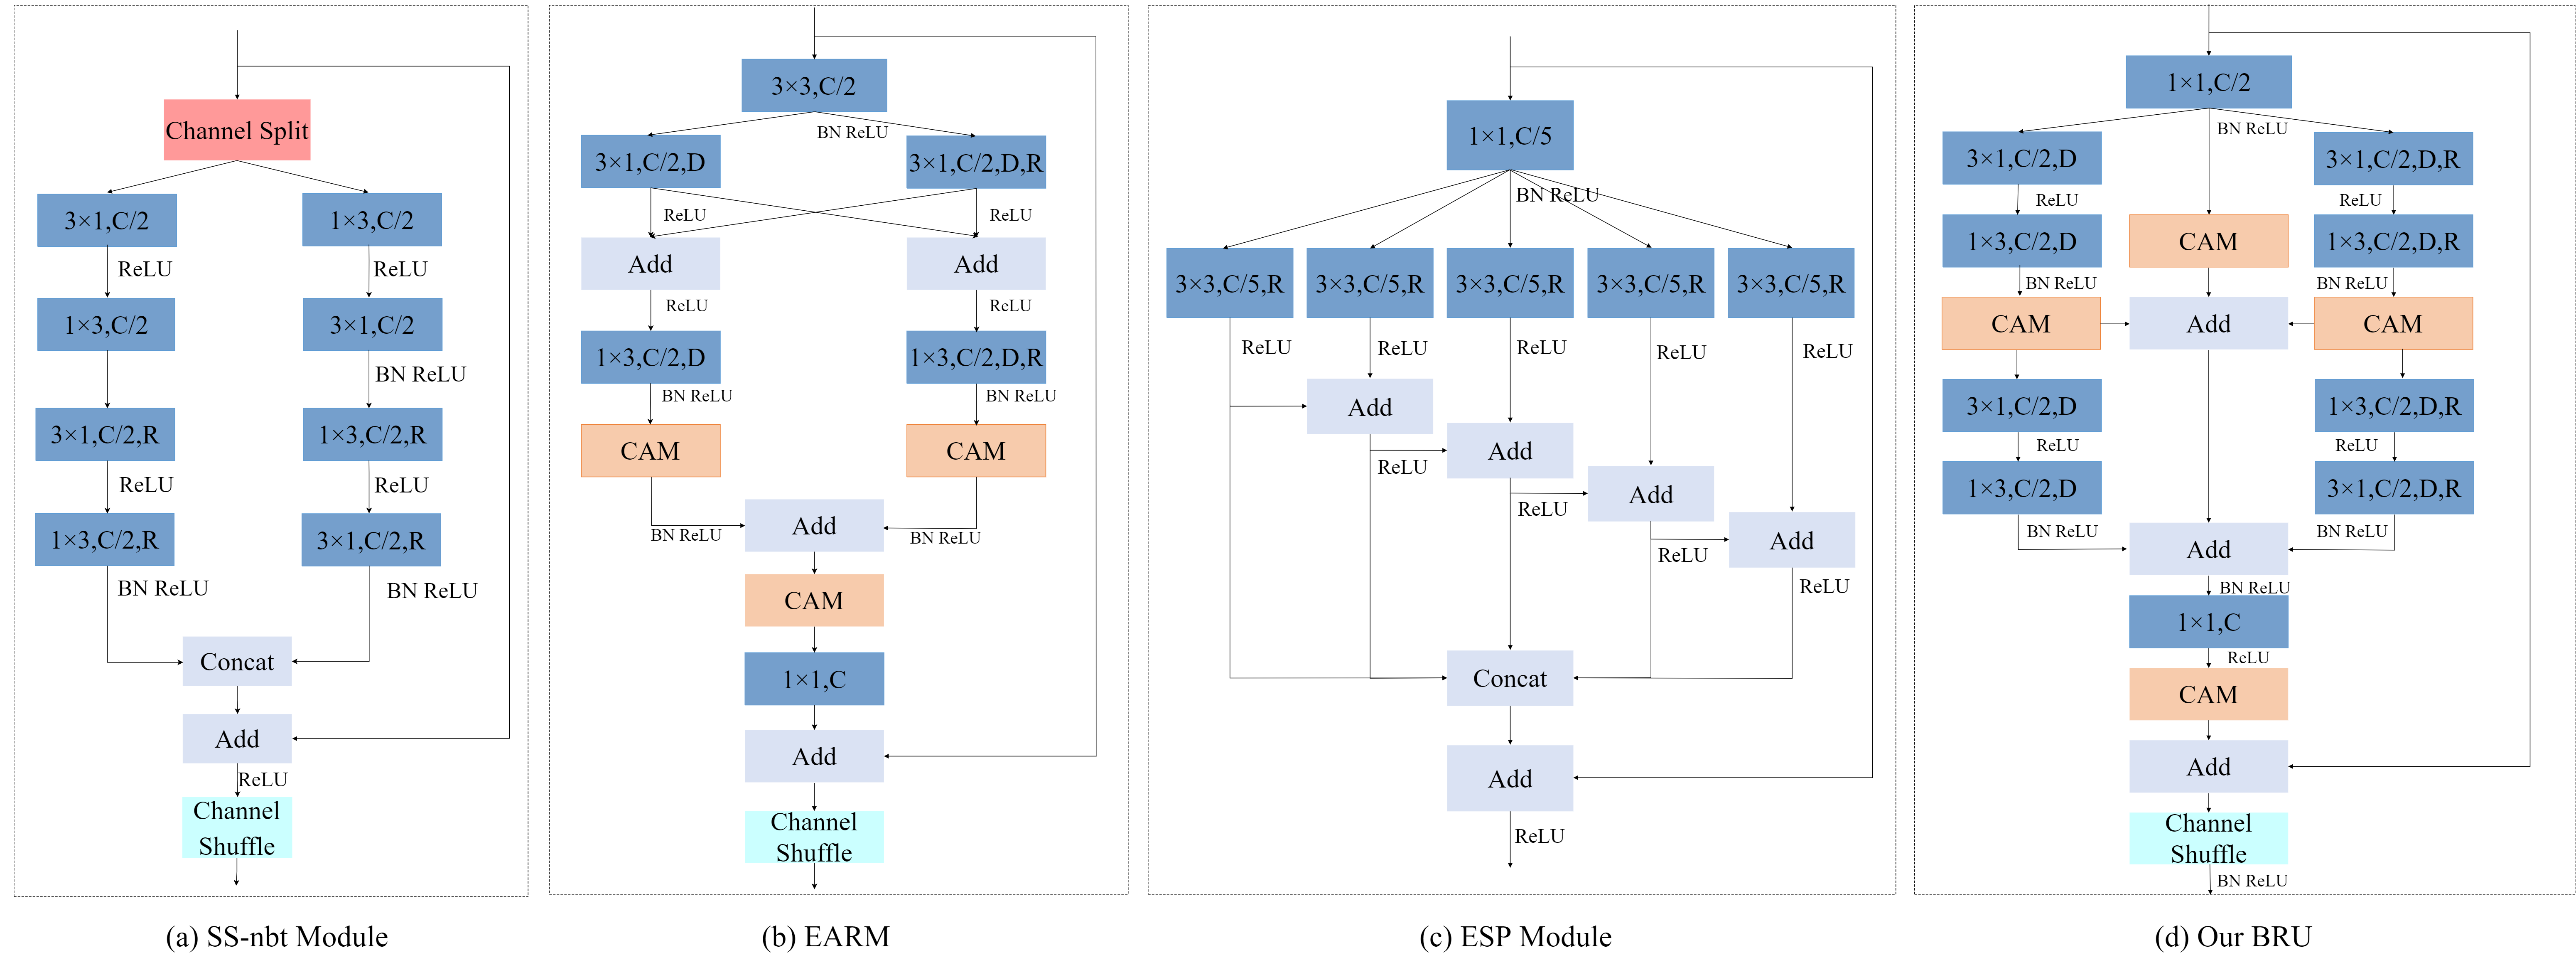 Channel Split
3×1,C/2
1×3,C/2
ReLU
ReLU
1×3,C/2
3×1,C/2
BN ReLU
3×1,C/2,R
1×3,C/2,R
ReLU
ReLU
1×3,C/2,R
3×1,C/2,R
BN ReLU
BN ReLU
Concat
Add
ReLU
Channel
Shuffle
(a) SS-nbt Module
3×3,C/2
BN ReLU
3×1,C/2,D
3×1,C/2,D,R
ReLU
ReLU
Add
Add
ReLU
ReLU
1×3,C/2,D
1×3,C/2,D,R
BN ReLU
BN ReLU
CAM
CAM
Add
BN ReLU
BN ReLU
CAM
1×1,C
Add
Channel
Shuffle
(b) EARM
1×1,C/5
BN ReLU
3×3,C/5,R
3×3,C/5,R
3×3,C/5,R
3×3,C/5,R
3×3,C/5,R
ReLU
ReLU
ReLU
ReLU
ReLU
Add
Add
ReLU
Add
ReLU
Add
ReLU
ReLU
Concat
Add
ReLU
(c) ESP Module
1×1,C/2
BN ReLU
3×1,C/2,D
3×1,C/2,D,R
ReLU
ReLU
1×3,C/2,D
CAM
1×3,C/2,D,R
BN ReLU
BN ReLU
CAM
Add
CAM
3×1,C/2,D
1×3,C/2,D,R
ReLU
ReLU
1×3,C/2,D
3×1,C/2,D,R
BN ReLU
BN ReLU
Add
BN ReLU
1×1,C
ReLU
CAM
Add
Channel
Shuffle
BN ReLU
(d) Our BRU